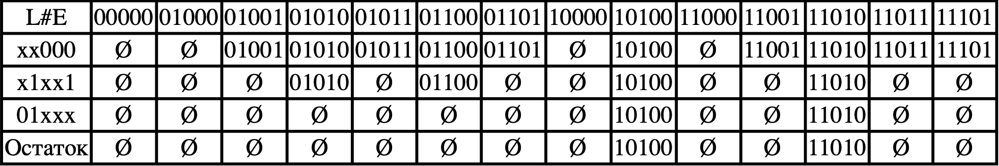 L#E 00000 01000 01001 01010 01011 01100 01101 10000 10100 11000 11001 11010 11011 11101
xx000 Ø Ø 01001 01010 01011 01100 01101 Ø 10100 Ø 11001 11010 11011 11101
x1xx1 Ø Ø Ø 01010 Ø 01100 Ø Ø 10100 Ø Ø 11010 Ø Ø
01xxx Ø Ø Ø Ø Ø Ø Ø Ø 10100 Ø Ø 11010 Ø Ø
Остаток Ø Ø Ø Ø Ø Ø Ø Ø 10100 Ø Ø 11010 Ø Ø